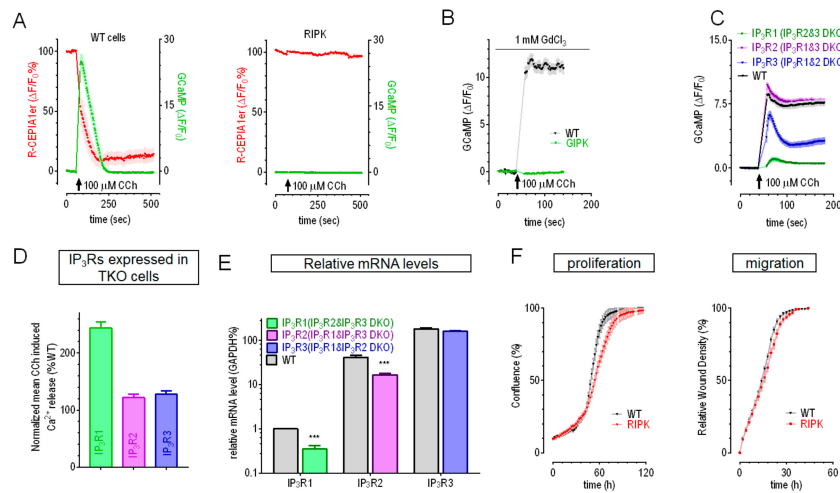 A
WT cells
R-CEPIA1er (ΔF/F₀%)
100
50
0
GCaMP (ΔF/F₀)
30
15
0
100 μM CCh
0 250 500
time (sec)
RIPK
R-CEPIA1er (ΔF/F₀%)
100
50
0
GCaMP (ΔF/F₀)
30
15
0
100 μM CCh
0 250 500
time (sec)
B
1 mM GdCl₃
GCaMP (ΔF/F₀)
10
5
0
WT
GIPK
100 μM CCh
0 100 200
time (sec)
C
IP₃R1 (IP₃R2&3 DKO)
IP₃R2 (IP₃R1&3 DKO)
IP₃R3 (IP₃R1&2 DKO)
WT
GCaMP (ΔF/F₀)
15.0
7.5
0.0
100 μM CCh
0 100 200
time (sec)
D
IP₃Rs expressed in
TKO cells
Normalized mean CCh induced
Ca²⁺ release (%WT)
200
100
0
IP₃R1
IP₃R2
IP₃R3
E
Relative mRNA levels
IP₃R1(IP₃R2&IP₃R3 DKO)
IP₃R2(IP₃R1&IP₃R3 DKO)
IP₃R3(IP₃R1&IP₃R2 DKO)
WT
relative mRNA level (GAPDH%)
100
10
1
0.1
***
***
IP₃R1 IP₃R2 IP₃R3
F
proliferation
Confluence (%)
100
50
0
WT
RIPK
0 60 120
time (h)
migration
Relative Wound Density (%)
100
50
0
WT
RIPK
0 30 60
time (h)